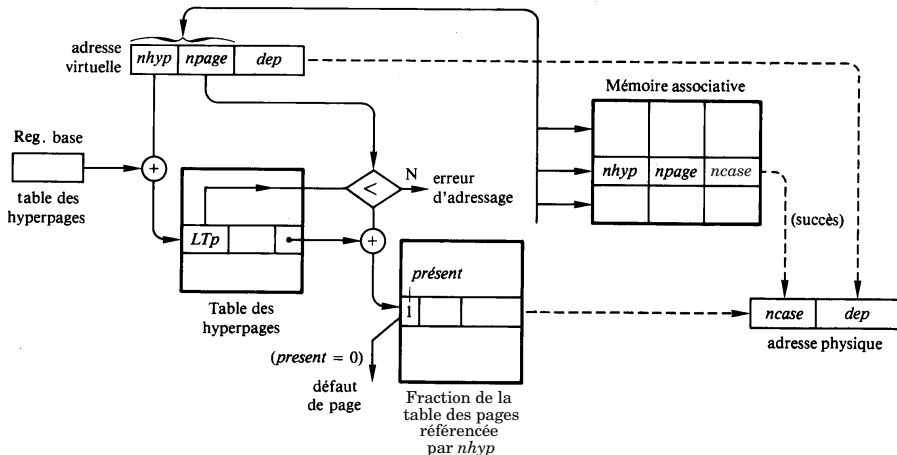 adresse
virtuelle
nhyp
npage
dep
Mémoire associative
Reg. base
table des
hyperpages
+
<
N
erreur
d'adressage
nhyp
npage
ncase
(succès)
LTp
+
présent
1
Table des
hyperpages
(present = 0)
défaut
de page
ncase
dep
adresse physique
Fraction de la
table des pages
référencée
par nhyp